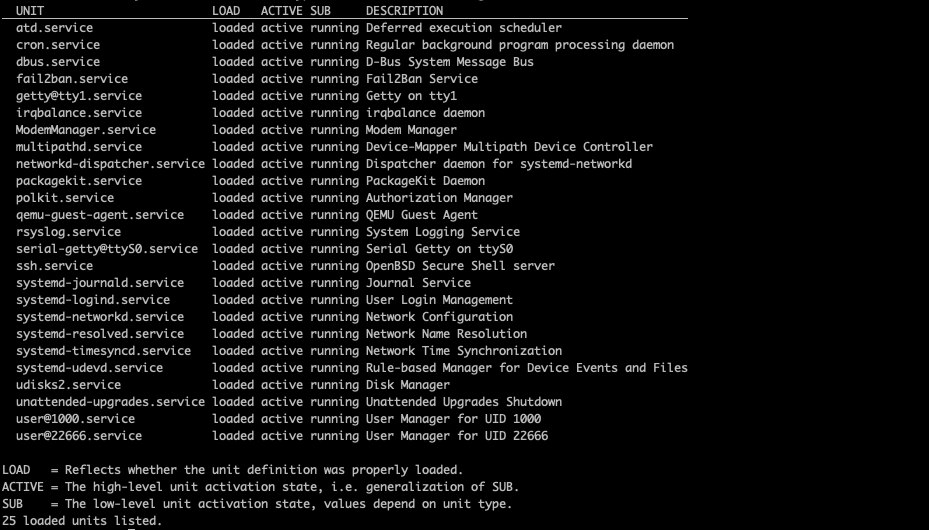 UNIT LOAD ACTIVE SUB DESCRIPTION
atd.service loaded active running Deferred execution scheduler
cron.service loaded active running Regular background program processing daemon
dbus.service loaded active running D-Bus System Message Bus
fail2ban.service loaded active running Fail2Ban Service
getty@tty1.service loaded active running Getty on tty1
irqbalance.service loaded active running irqbalance daemon
ModemManager.service loaded active running Modem Manager
multipathd.service loaded active running Device-Mapper Multipath Device Controller
networkd-dispatcher.service loaded active running Dispatcher daemon for systemd-networkd
packagekit.service loaded active running PackageKit Daemon
polkit.service loaded active running Authorization Manager
qemu-guest-agent.service loaded active running QEMU Guest Agent
rsyslog.service loaded active running System Logging Service
serial-getty@ttyS0.service loaded active running Serial Getty on ttyS0
ssh.service loaded active running OpenBSD Secure Shell server
systemd-journald.service loaded active running Journal Service
systemd-logind.service loaded active running User Login Management
systemd-networkd.service loaded active running Network Configuration
systemd-resolved.service loaded active running Network Name Resolution
systemd-timesyncd.service loaded active running Network Time Synchronization
systemd-udevd.service loaded active running Rule-based Manager for Device Events and Files
udisks2.service loaded active running Disk Manager
unattended-upgrades.service loaded active running Unattended Upgrades Shutdown
user@1000.service loaded active running User Manager for UID 1000
user@22666.service loaded active running User Manager for UID 22666
LOAD = Reflects whether the unit definition was properly loaded.
ACTIVE = The high-level unit activation state, i.e. generalization of SUB.
SUB = The low-level unit activation state, values depend on unit type.
25 loaded units listed.